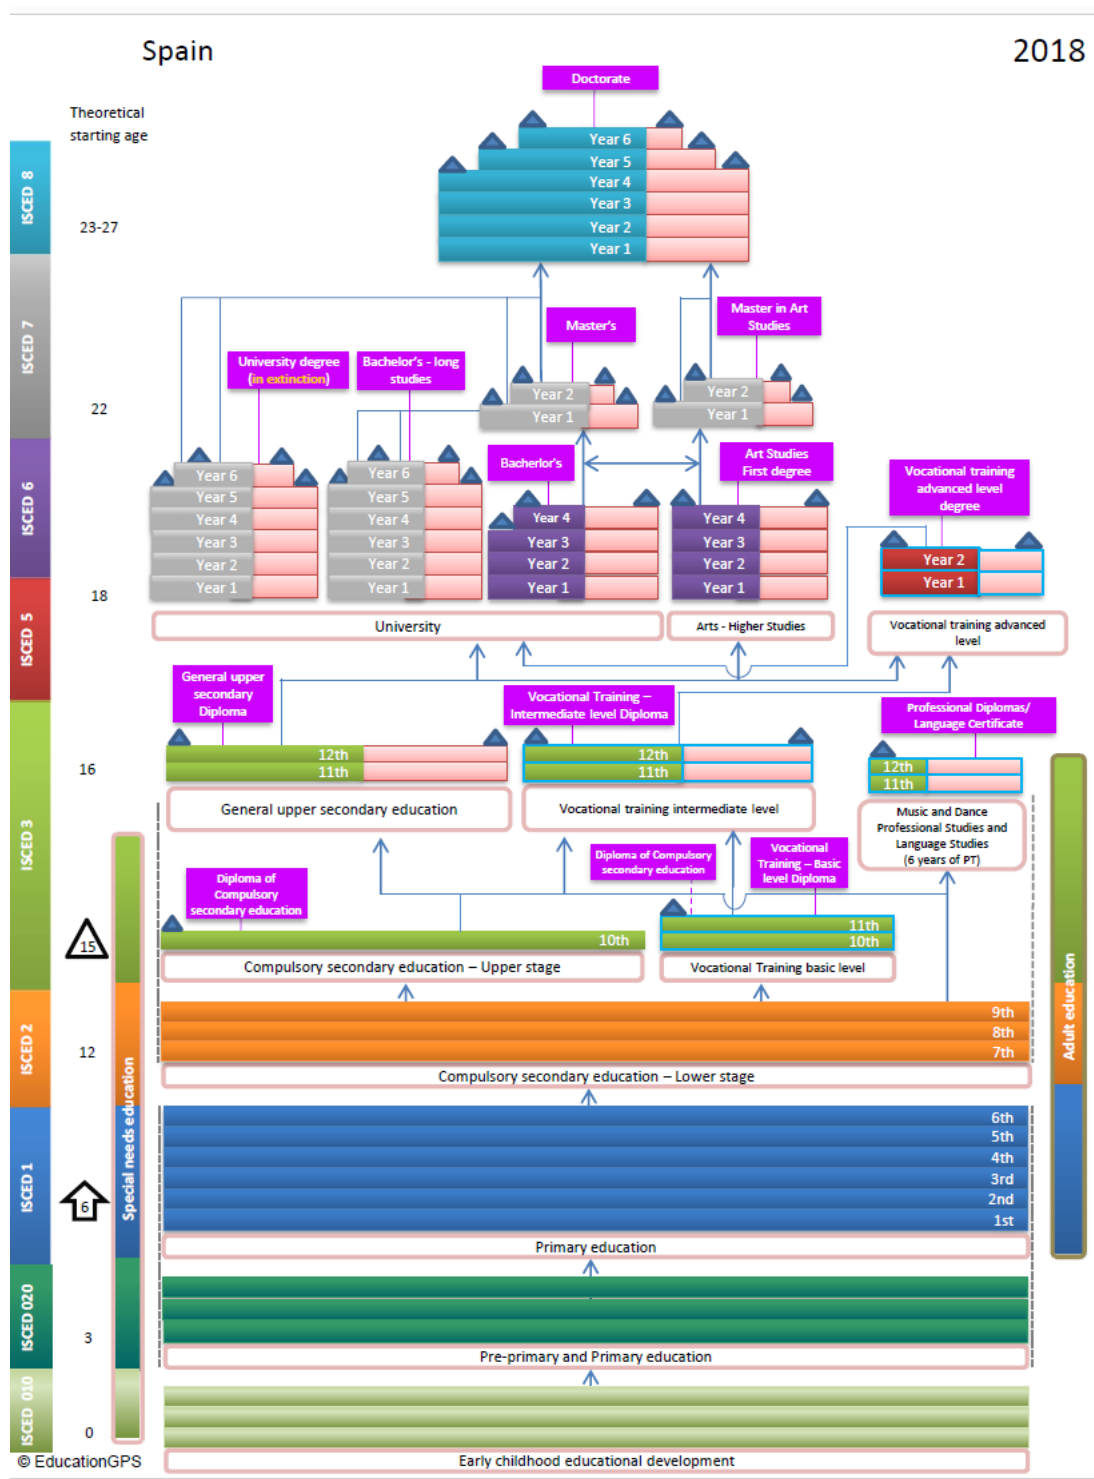 Spain
2018
Theoretical
starting age
Doctorate
ISCED 8
23-27
Year 6
Year 5
Year 4
Year 3
Year 2
Year 1
ISCED 7
22
University degree
(in extinction)
Bachelor's - long
studies
Master's
Year 2
Year 1
Master in Art
Studies
Year 2
Year 1
ISCED 6
Year 6
Year 5
Year 4
Year 3
Year 2
Year 1
Year 6
Year 5
Year 4
Year 3
Year 2
Year 1
Bacherlor's
Year 4
Year 3
Year 2
Year 1
Art Studies
First degree
Year 4
Year 3
Year 2
Year 1
Vocational training
advanced level
degree
Year 2
Year 1
ISCED 5
18
University
Arts - Higher Studies
Vocational training advanced
level
General upper
secondary
Diploma
Vocational Training –
Intermediate level Diploma
Professional Diplomas/
Language Certificate
ISCED 3
16
12th
11th
12th
11th
12th
11th
General upper secondary education
Vocational training intermediate level
Music and Dance
Professional Studies and
Language Studies
(6 years of PT)
Diploma of
Compulsory
secondary education
Diploma of Compulsory
secondary education
Vocational
Training – Basic
level Diploma
15
10th
11th
10th
Compulsory secondary education – Upper stage
Vocational Training basic level
ISCED 2
12
9th
8th
7th
Compulsory secondary education – Lower stage
Special needs education
Adult education
ISCED 1
6
6th
5th
4th
3rd
2nd
1st
Primary education
ISCED 020
3
Pre-primary and Primary education
ISCED 010
0
© EducationGPS
Early childhood educational development